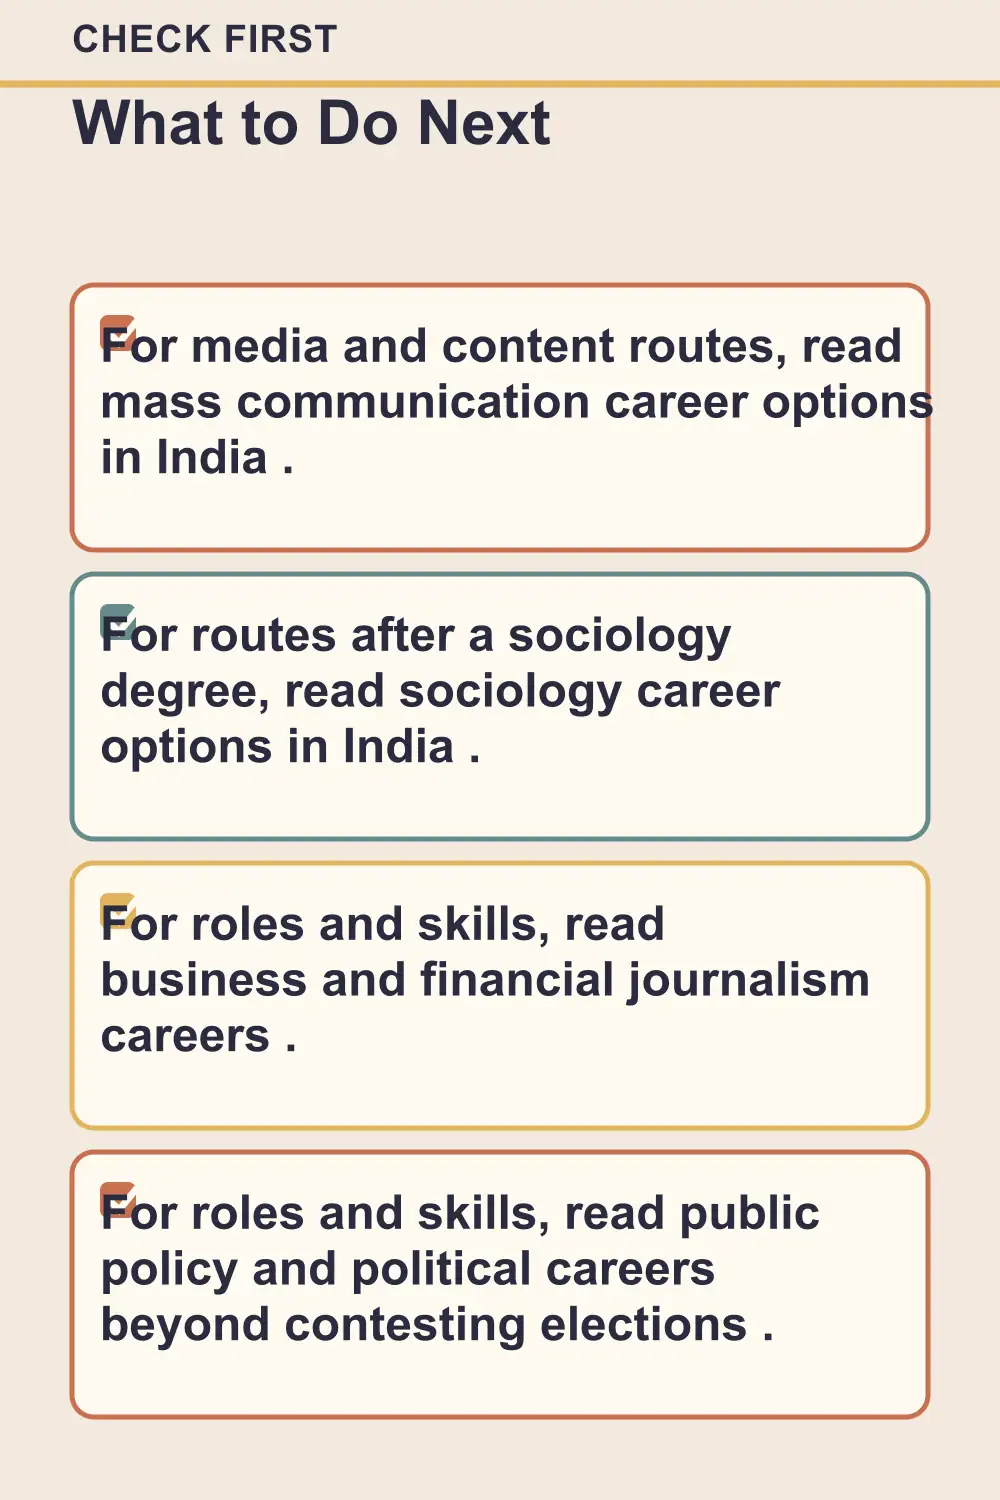 CHECK FIRST
What to Do Next
For media and content routes, read
mass communication career options
in India .
For routes after a sociology
degree, read sociology career
options in India .
For roles and skills, read
business and financial journalism
careers .
For roles and skills, read public
policy and political careers
beyond contesting elections .